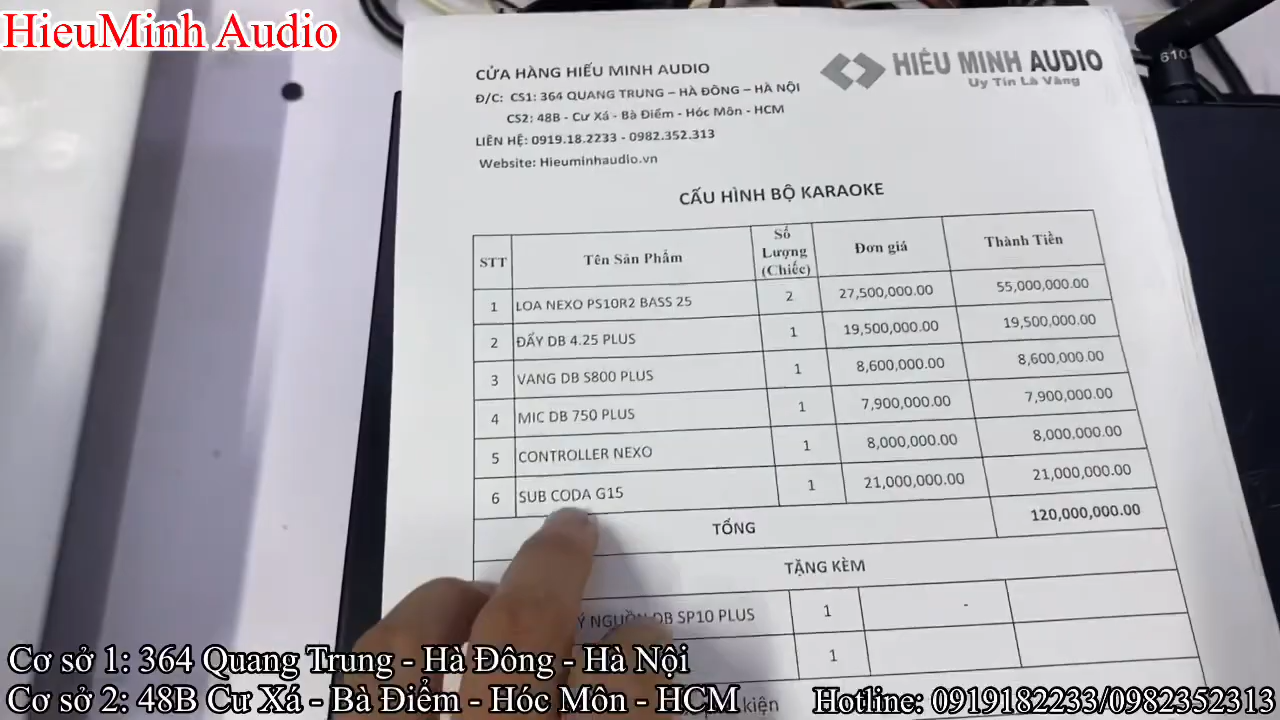 HieuMinh Audio
CỬA HÀNG HIẾU MINH AUDIO
Đ/C: CS1: 364 QUANG TRUNG – HÀ ĐÔNG – HÀ NỘI
CS2: 48B - Cư Xá - Bà Điểm - Hóc Môn - HCM
LIÊN HỆ: 0919.18.2233 - 0982.352.313
Website: Hieuminhaudio.vn
HIẾU MINH AUDIO
Uy Tín Là Vàng
610
CẤU HÌNH BỘ KARAOKE
STT Tên Sản Phẩm Số Lượng (Chiếc) Đơn giá Thành Tiền
1 LOA NEXO PS10R2 BASS 25 2 27,500,000.00 55,000,000.00
2 ĐẨY DB 4.25 PLUS 1 19,500,000.00 19,500,000.00
3 VANG DB S800 PLUS 1 8,600,000.00 8,600,000.00
4 MIC DB 750 PLUS 1 7,900,000.00 7,900,000.00
5 CONTROLLER NEXO 1 8,000,000.00 8,000,000.00
6 SUB CODA G15 1 21,000,000.00 21,000,000.00
TỔNG 120,000,000.00
TẶNG KÈM
NGUỒN DB SP10 PLUS 1 -
1
kiện
Cơ sở 1: 364 Quang Trung - Hà Đông - Hà Nội
Cơ sở 2: 48B Cư Xá - Bà Điểm - Hóc Môn - HCM
Hotline: 0919182233/0982352313